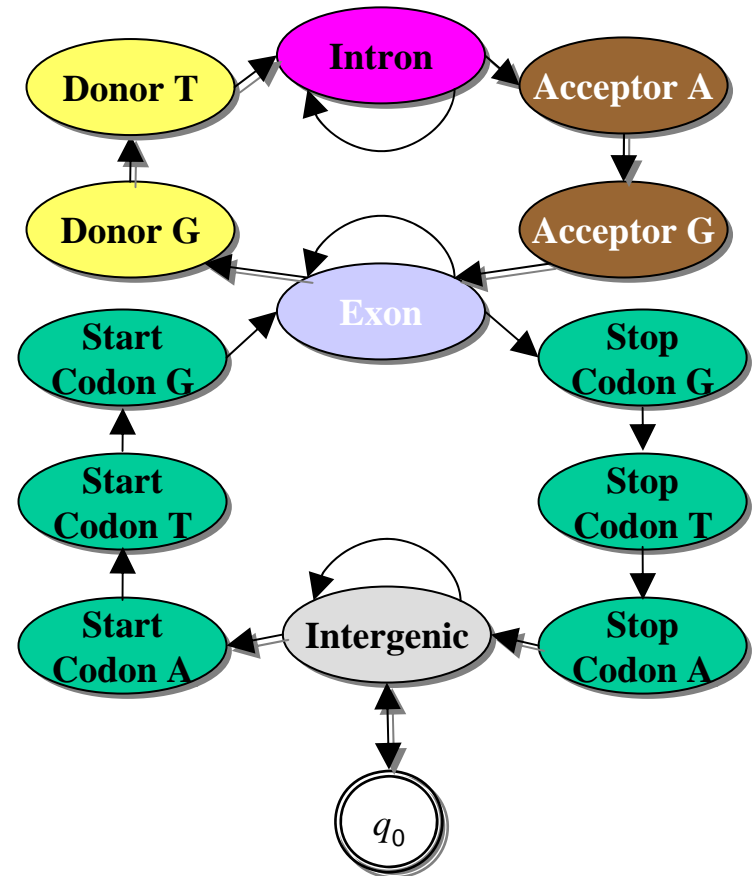 Intron
Donor T
Acceptor A
Donor G
Acceptor G
Exon
Start
Codon G
Stop
Codon G
Start
Codon T
Stop
Codon T
Start
Codon A
Intergenic
Stop
Codon A
q0